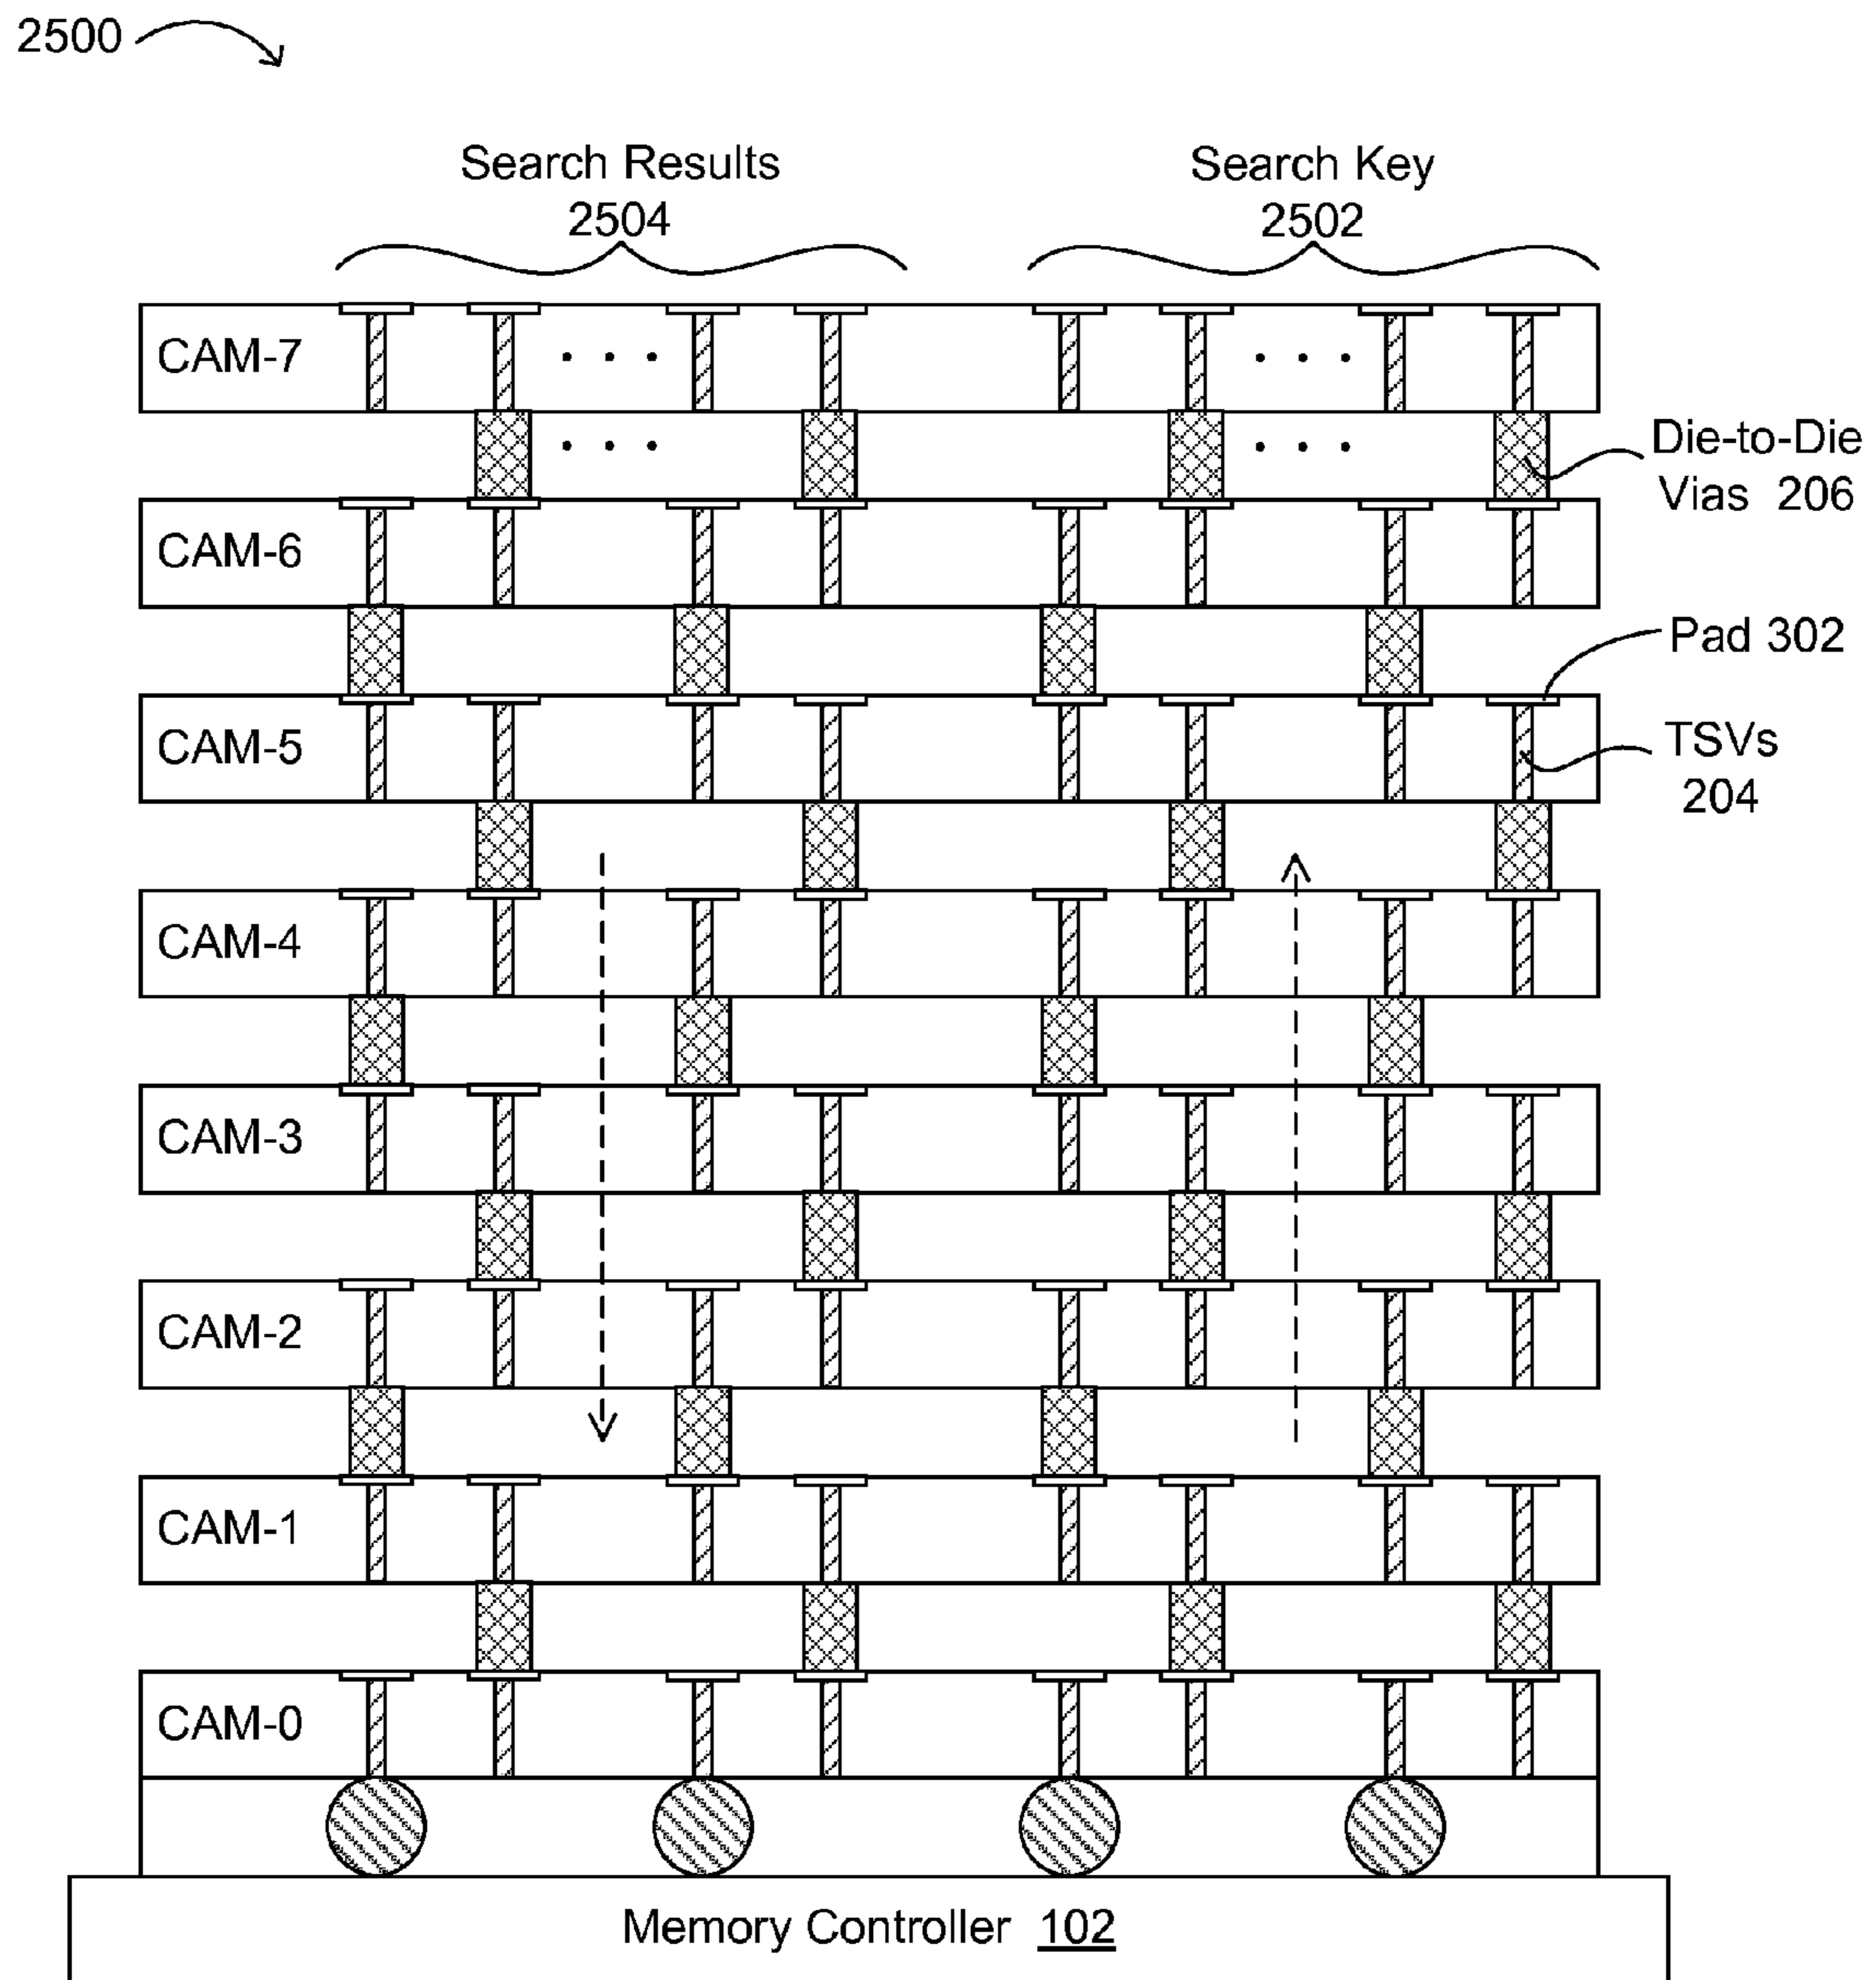 2500
Search Results
2504
Search Key
2502
CAM-7
Die-to-Die
Vias 206
CAM-6
Pad 302
CAM-5
TSVs
204
CAM-4
CAM-3
CAM-2
CAM-1
CAM-0
Memory Controller 102